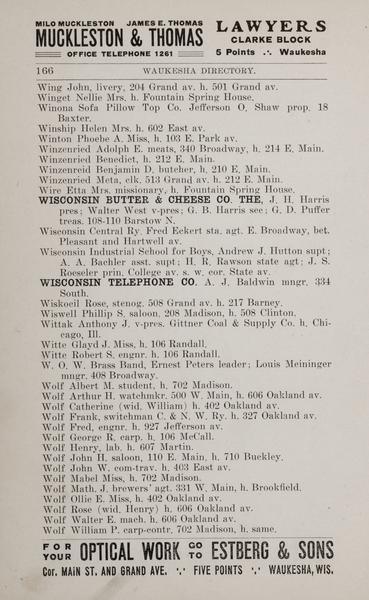 MILO MUCKLESTON JAMES E. THOMAS
MUCKLESTON & THOMAS
OFFICE TELEPHONE 1261
LAWYERS
CLARKE BLOCK
5 Points ∴ Waukesha
166 WAUKESHA DIRECTORY.
Wing John, livery, 204 Grand av. h. 501 Grand av.
Winget Nellie Mrs. h. Fountain Spring House.
Winona Sofa Pillow Top Co. Jefferson O. Shaw prop. 18
Baxter.
Winship Helen Mrs. h. 602 East av.
Winton Phoebe A. Miss, h. 103 E. Park av.
Winzenried Adolph E. meats, 340 Broadway, h. 214 E. Main.
Winzenried Benedict, h. 212 E. Main.
Winzenreid Benjamin D. butcher, h. 210 E. Main.
Winzenried Meta, clk. 513 Grand av. h. 212 E. Main.
Wire Etta Mrs. missionary, h. Fountain Spring House.
WISCONSIN BUTTER & CHEESE CO. THE, J. H. Harris
pres; Walter West v-pres; G. B. Harris sec; G. D. Puffer
treas. 108-110 Barstow N.
Wisconsin Central Ry. Fred Eckert sta. agt. E. Broadway, bet.
Pleasant and Hartwell av.
Wisconsin Industrial School for Boys, Andrew J. Hutton supt;
A. A. Bachler asst. supt; H. R. Rawson state agt; J. S.
Roeseler prin. College av. s. w. cor. State av.
WISCONSIN TELEPHONE CO. A. J. Baldwin mngr. 334
South.
Wiskocil Rose, stenog. 508 Grand av. h. 217 Barney.
Wiswell Phillip S. saloon, 208 Madison, h. 508 Clinton.
Wittak Anthony J. v-pres. Gittner Coal & Supply Co. h. Chi-
cago, Ill.
Witte Glayd J. Miss, h. 106 Randall.
Witte Robert S. engnr. h. 106 Randall.
W. O. W. Brass Band, Ernest Peters leader; Louis Meininger
mngr. 408 Broadway.
Wolf Albert M. student, h. 702 Madison.
Wolf Arthur H. watchmkr. 500 W. Main, h. 606 Oakland av.
Wolf Catherine (wid. William) h. 402 Oakland av.
Wolf Frank, switchman C. & N. W. Ry. h. 327 Oakland av.
Wolf Fred, engnr. h. 927 Jefferson av.
Wolf George R. carp. h. 106 McCall.
Wolf Henry, lab. h. 607 Martin.
Wolf John H. saloon, 110 E. Main, h. 710 Buckley.
Wolf John W. com-trav. h. 403 East av.
Wolf Mabel Miss, h. 702 Madison.
Wolf Math. J. brewers' agt. 331 W. Main, h. Brookfield.
Wolf Ollie E. Miss, h. 402 Oakland av.
Wolf Rose (wid. Henry) h. 606 Oakland av.
Wolf Walter E. mach. h. 606 Oakland av.
Wolf William P. carp-contr. 702 Madison, h. same.
FOR YOUR OPTICAL WORK GO TO ESTBERG & SONS
Cor. MAIN ST. AND GRAND AVE. ∵ FIVE POINTS ∵ WAUKESHA, WIS.